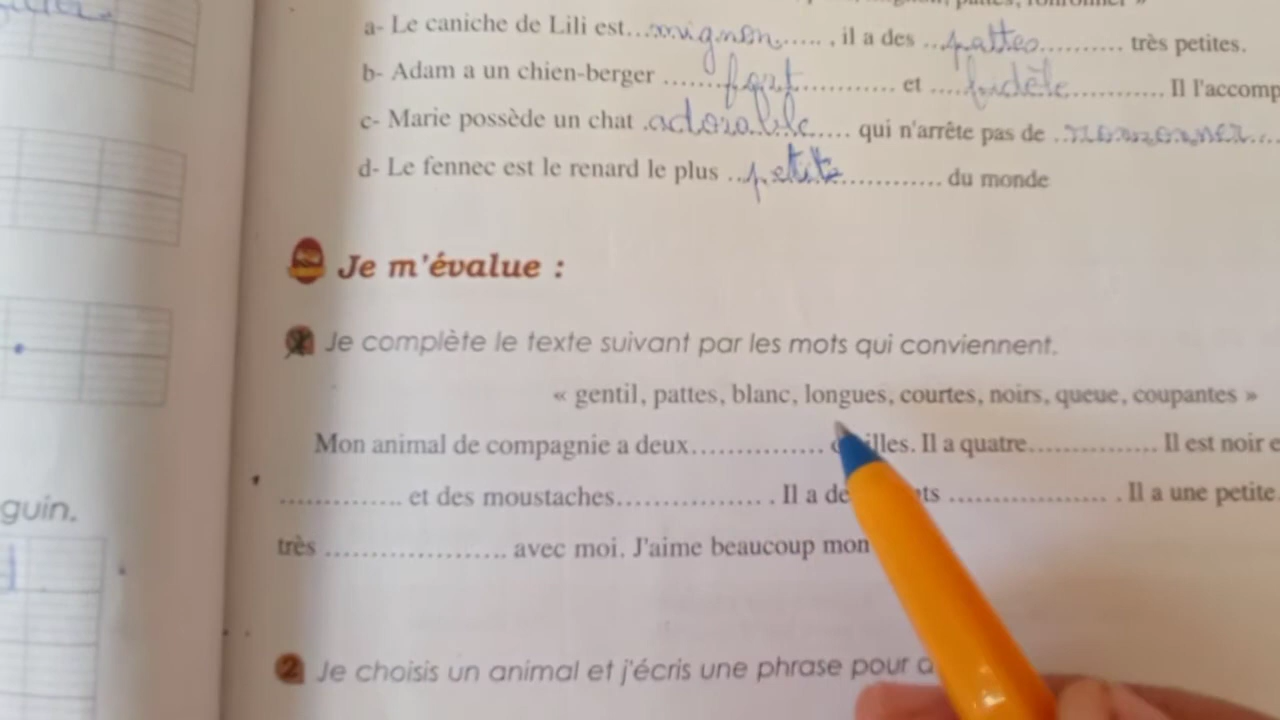 a- Le caniche de Lili est...mignon...... , il a des ...pattes.......... très petites.
b- Adam a un chien-berger .......fort............. et .....fidèle............ Il l'accomp
c- Marie possède un chat .adorable..... qui n'arrête pas de ..ronronner....
d- Le fennec est le renard le plus ...petit............. du monde
Je m'évalue :
Je complète le texte suivant par les mots qui conviennent.
« gentil, pattes, blanc, longues, courtes, noirs, queue, coupantes »
Mon animal de compagnie a deux............... illes. Il a quatre............... Il est noir e
.............. et des moustaches.................. . Il a de ts ................... . Il a une petite
très ..................... avec moi. J'aime beaucoup mon
guin.
2 Je choisis un animal et j'écris une phrase pour